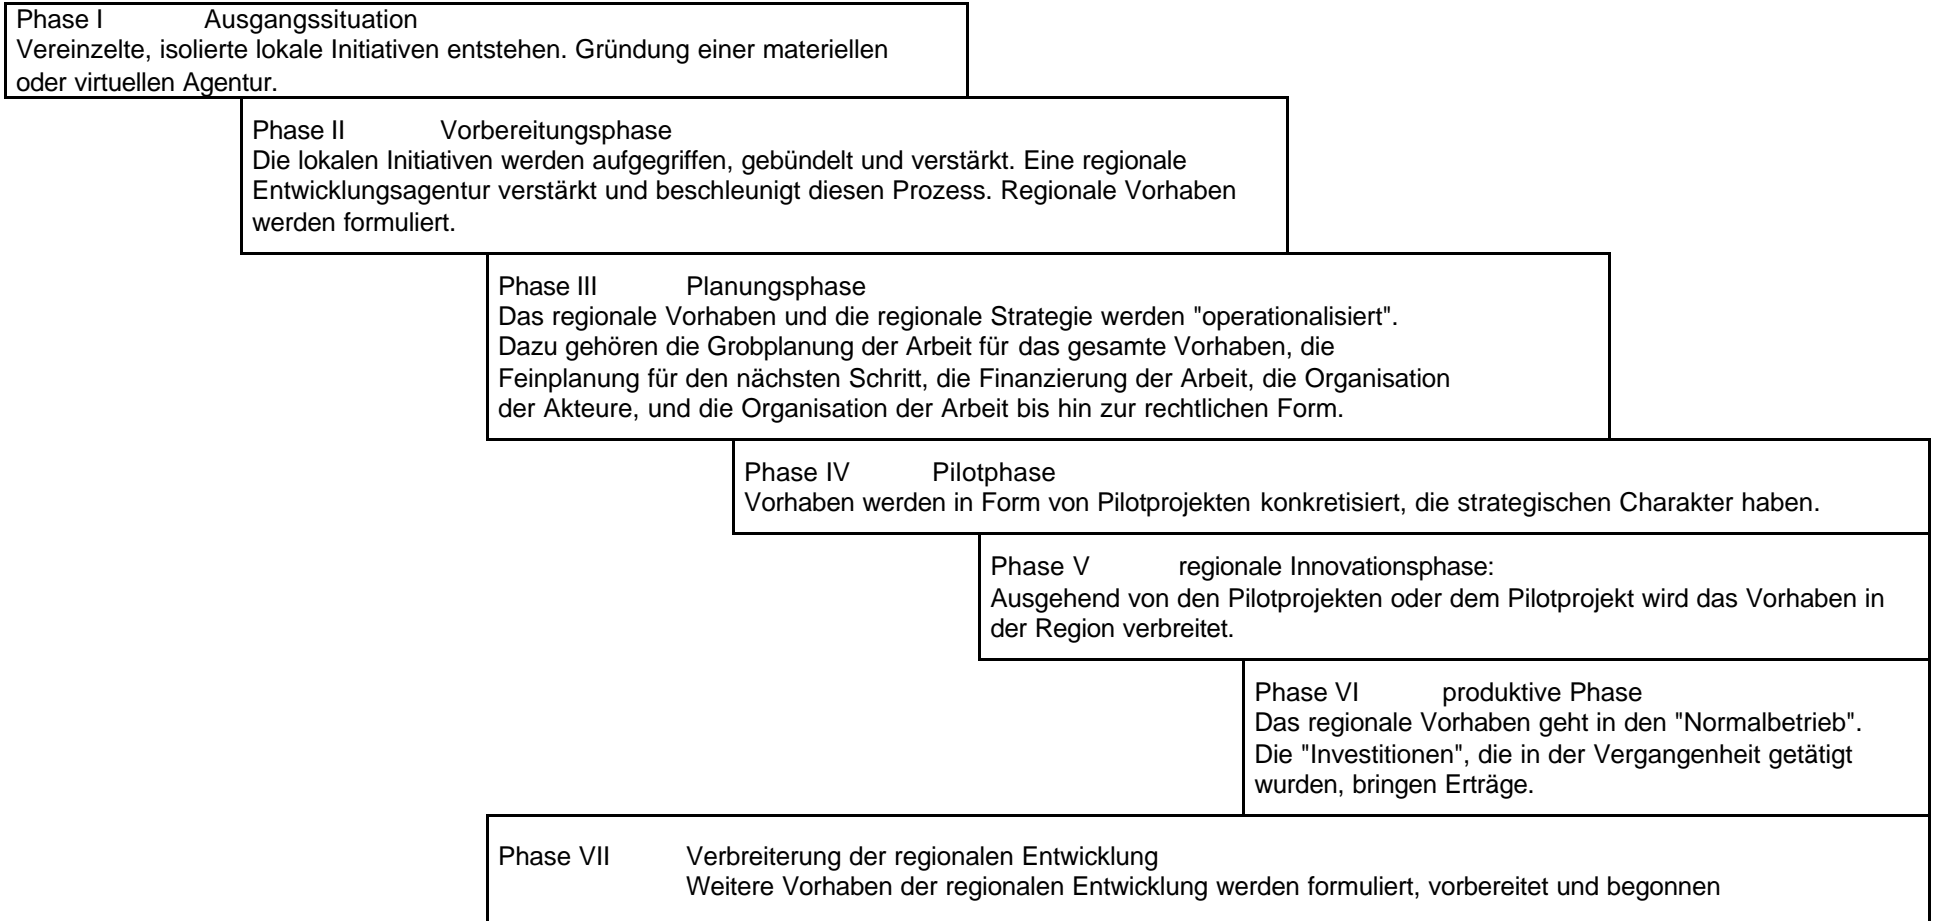 Phase I Ausgangssituation
Vereinzelte, isolierte lokale Initiativen entstehen. Gründung einer materiellen
oder virtuellen Agentur.
Phase II Vorbereitungsphase
Die lokalen Initiativen werden aufgegriffen, gebündelt und verstärkt. Eine regionale
Entwicklungsagentur verstärkt und beschleunigt diesen Prozess. Regionale Vorhaben
werden formuliert.
Phase III Planungsphase
Das regionale Vorhaben und die regionale Strategie werden "operationalisiert".
Dazu gehören die Grobplanung der Arbeit für das gesamte Vorhaben, die
Feinplanung für den nächsten Schritt, die Finanzierung der Arbeit, die Organisation
der Akteure, und die Organisation der Arbeit bis hin zur rechtlichen Form.
Phase IV Pilotphase
Vorhaben werden in Form von Pilotprojekten konkretisiert, die strategischen Charakter haben.
Phase V regionale Innovationsphase:
Ausgehend von den Pilotprojekten oder dem Pilotprojekt wird das Vorhaben in
der Region verbreitet.
Phase VI produktive Phase
Das regionale Vorhaben geht in den "Normalbetrieb".
Die "Investitionen", die in der Vergangenheit getätigt
wurden, bringen Erträge.
Phase VII Verbreiterung der regionalen Entwicklung
Weitere Vorhaben der regionalen Entwicklung werden formuliert, vorbereitet und begonnen